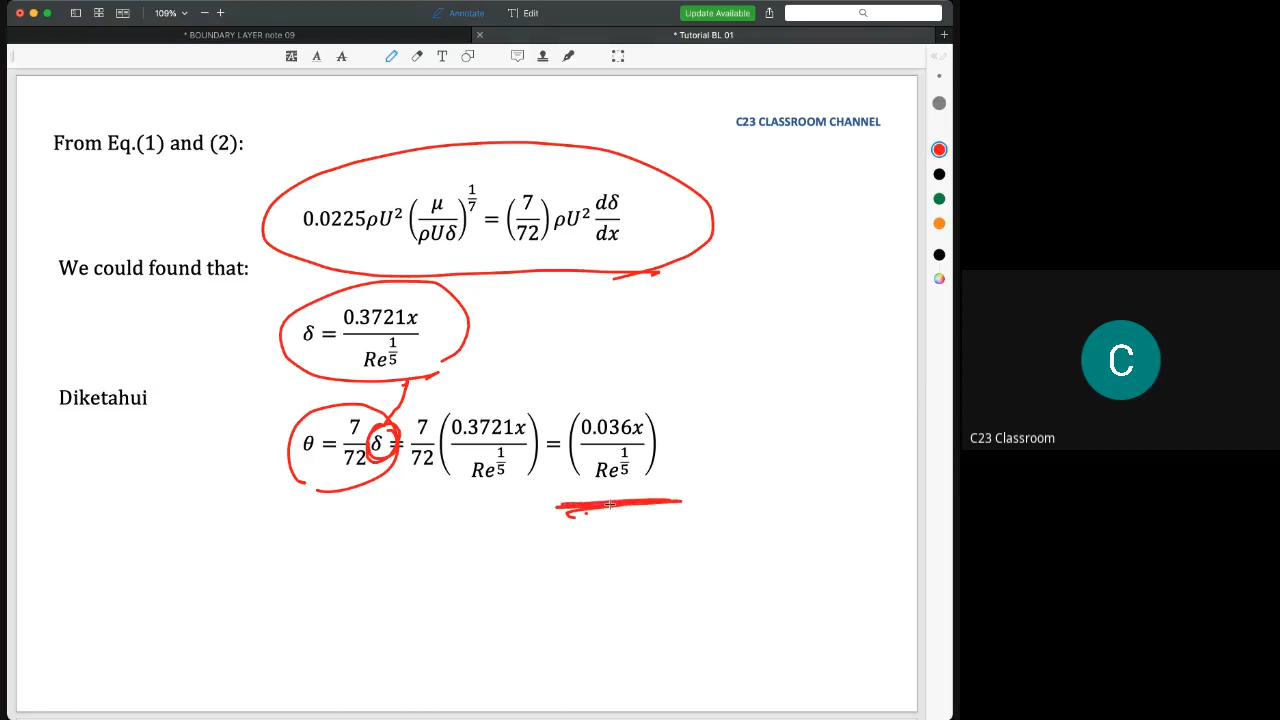 109%
Annotate
Edit
Update Available
* BOUNDARY LAYER note 09
* Tutorial BL 01
C23 CLASSROOM CHANNEL
From Eq.(1) and (2):
0.0225ρU² (μ/ρUδ)^(1/7) = (7/72) ρU² dδ/dx
We could found that:
δ = 0.3721x/Re^(1/5)
Diketahui
θ = 7/72 δ = 7/72 (0.3721x/Re^(1/5)) = (0.036x/Re^(1/5))
C
C23 Classroom